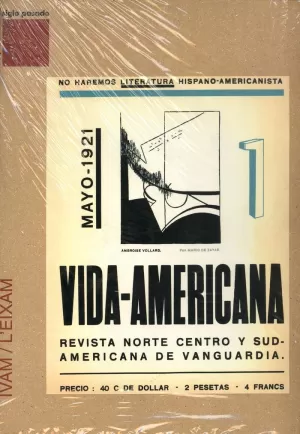 siglo pasado
NO HAREMOS LITERATURA HISPANO-AMERICANISTA
MAYO-1921
1
AMBROISE VOLLARD,
VIDA-AMERICANA
REVISTA NORTE CENTRO Y SUD-
AMERICANA DE VANGUARDIA.
PRECIO : 40 C DE DOLLAR · 2 PESETAS · 4 FRANCS
IVAM / L'EIXAM